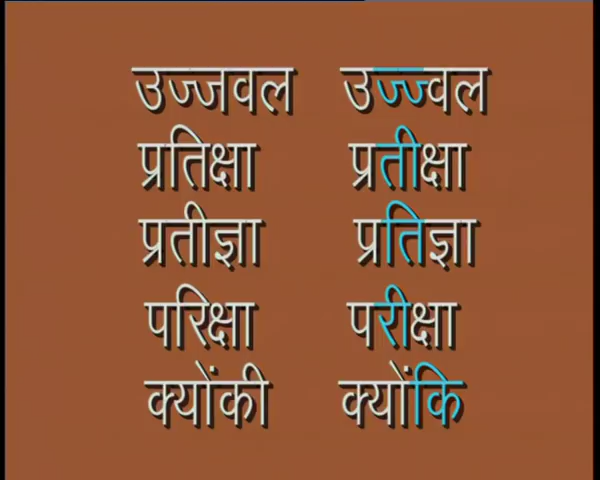 उज्जवल उज्ज्वल
प्रतिक्षा प्रतीक्षा
प्रतीज्ञा प्रतिज्ञा
परिक्षा परीक्षा
क्योंकी क्योंकि